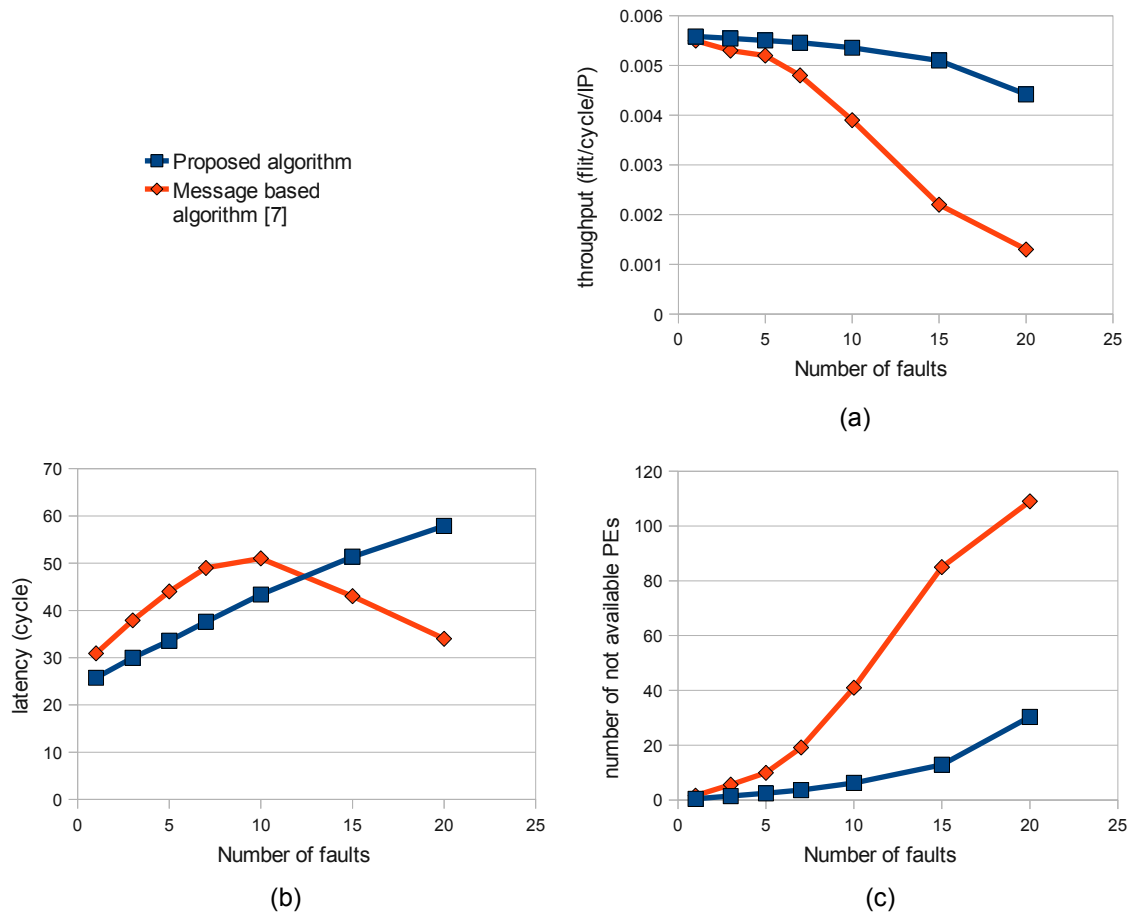 Proposed algorithm
Message based
algorithm [7]
throughput (flit/cycle/IP)
0.006
0.005
0.004
0.003
0.002
0.001
0
0 5 10 15 20 25
Number of faults
(a)
latency (cycle)
70
60
50
40
30
20
10
0
0 5 10 15 20 25
Number of faults
(b)
number of not available PEs
120
100
80
60
40
20
0
0 5 10 15 20 25
Number of faults
(c)